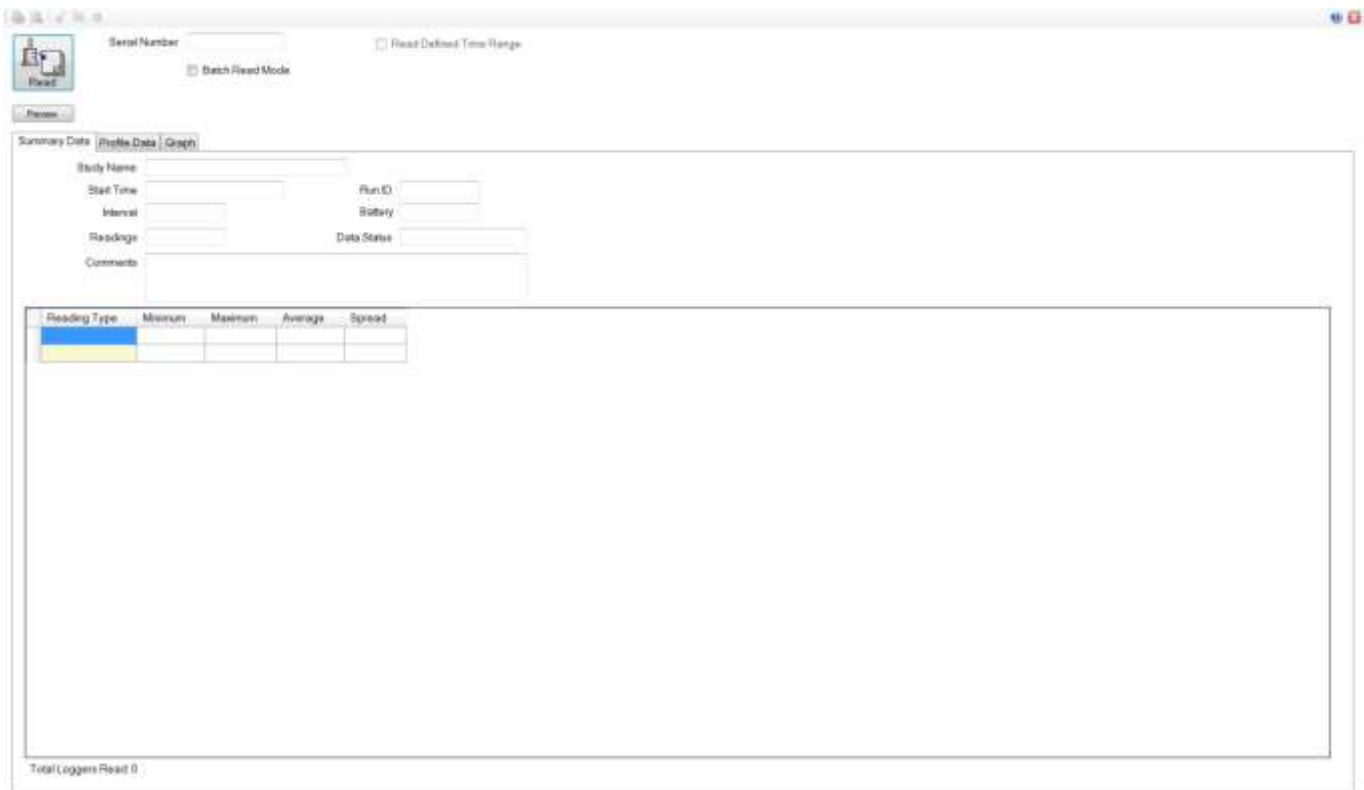 Serial Number
Read Defined Time Range
Batch Read Mode
Read
Summary Data Profile Data Graph
Study Name
Start Time Run ID
Interval Battery
Readings Data Status
Comments
Reading Type Minimum Maximum Average Spread
Total Loggers Read: 0